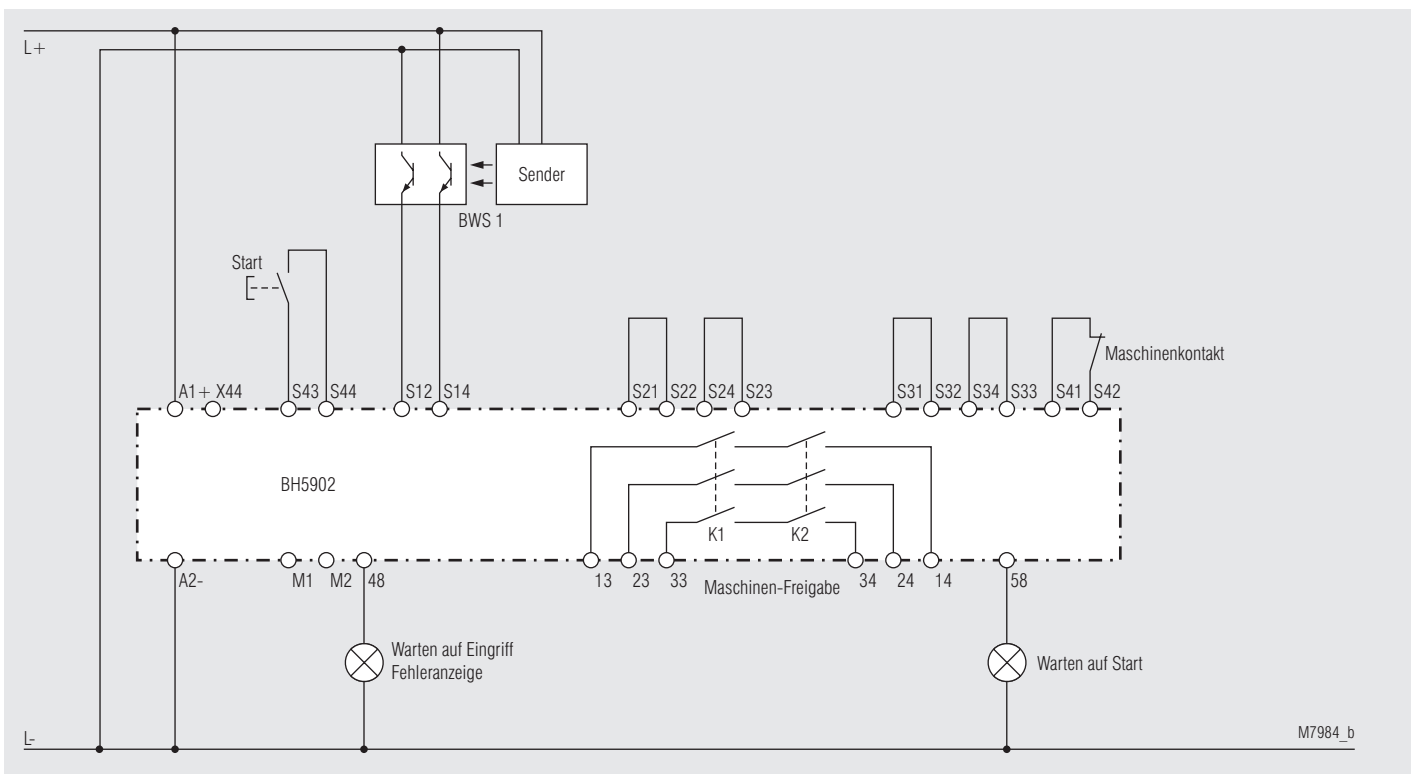 L+
Sender
BWS 1
Start
Maschinenkontakt
A1+ X44 S43 S44 S12 S14 S21 S22 S24 S23 S31 S32 S34 S33 S41 S42
BH5902
K1 K2
A2- M1 M2 48 13 23 33 Maschinen-Freigabe 34 24 14 58
Warten auf Eingriff
Fehleranzeige
Warten auf Start
L-
M7984_b